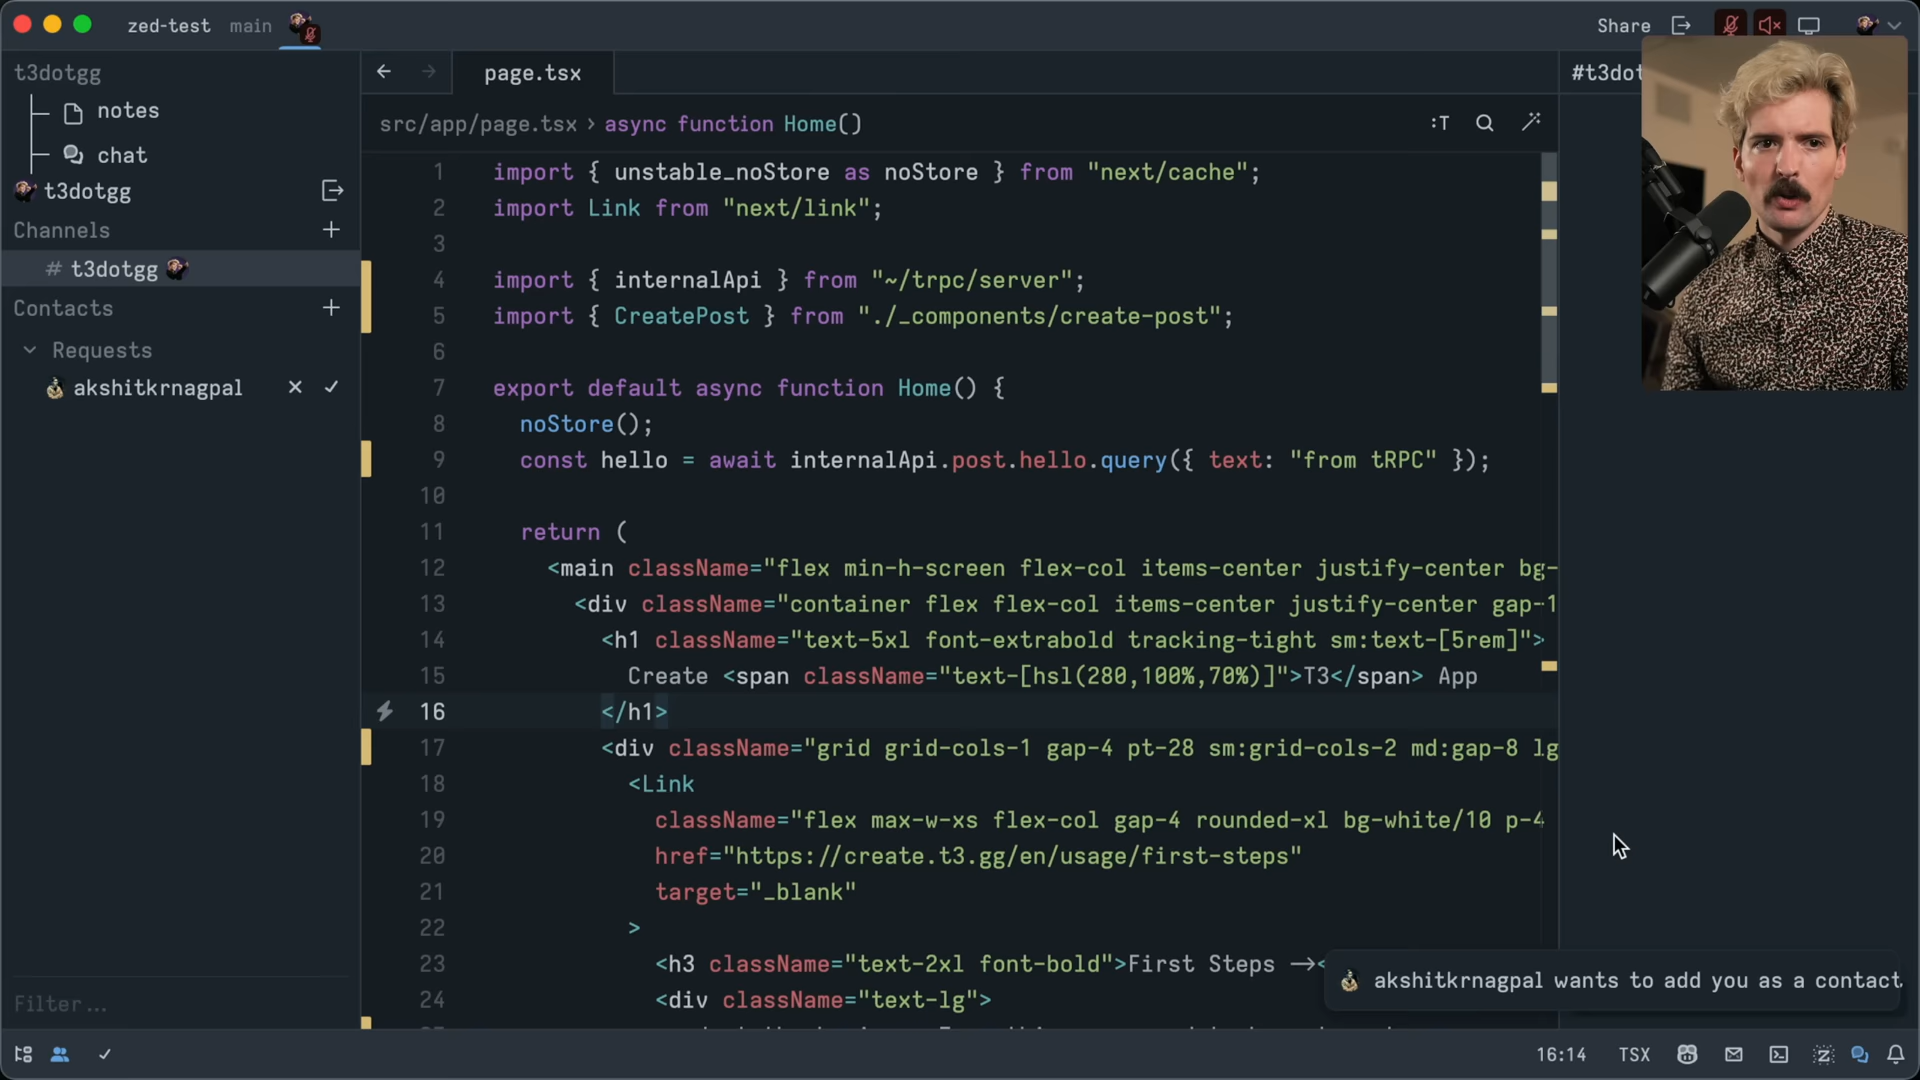 zed-test main
Share
t3dotgg
notes
chat
t3dotgg
Channels
# t3dotgg
Contacts
Requests
akshitkrnagpal
Filter...
page.tsx
src/app/page.tsx › async function Home()
:T
1 import { unstable_noStore as noStore } from "next/cache";
2 import Link from "next/link";
3
4 import { internalApi } from "~/trpc/server";
5 import { CreatePost } from "./_components/create-post";
6
7 export default async function Home() {
8 noStore();
9 const hello = await internalApi.post.hello.query({ text: "from tRPC" });
10
11 return (
12 <main className="flex min-h-screen flex-col items-center justify-center bg-
13 <div className="container flex flex-col items-center justify-center gap-1
14 <h1 className="text-5xl font-extrabold tracking-tight sm:text-[5rem]">
15 Create <span className="text-[hsl(280,100%,70%)]">T3</span> App
16 </h1>
17 <div className="grid grid-cols-1 gap-4 pt-28 sm:grid-cols-2 md:gap-8 lg
18 <Link
19 className="flex max-w-xs flex-col gap-4 rounded-xl bg-white/10 p-4
20 href="https://create.t3.gg/en/usage/first-steps"
21 target="_blank"
22 >
23 <h3 className="text-2xl font-bold">First Steps →<
24 <div className="text-lg">
#t3dot
akshitkrnagpal wants to add you as a contact
16:14 TSX